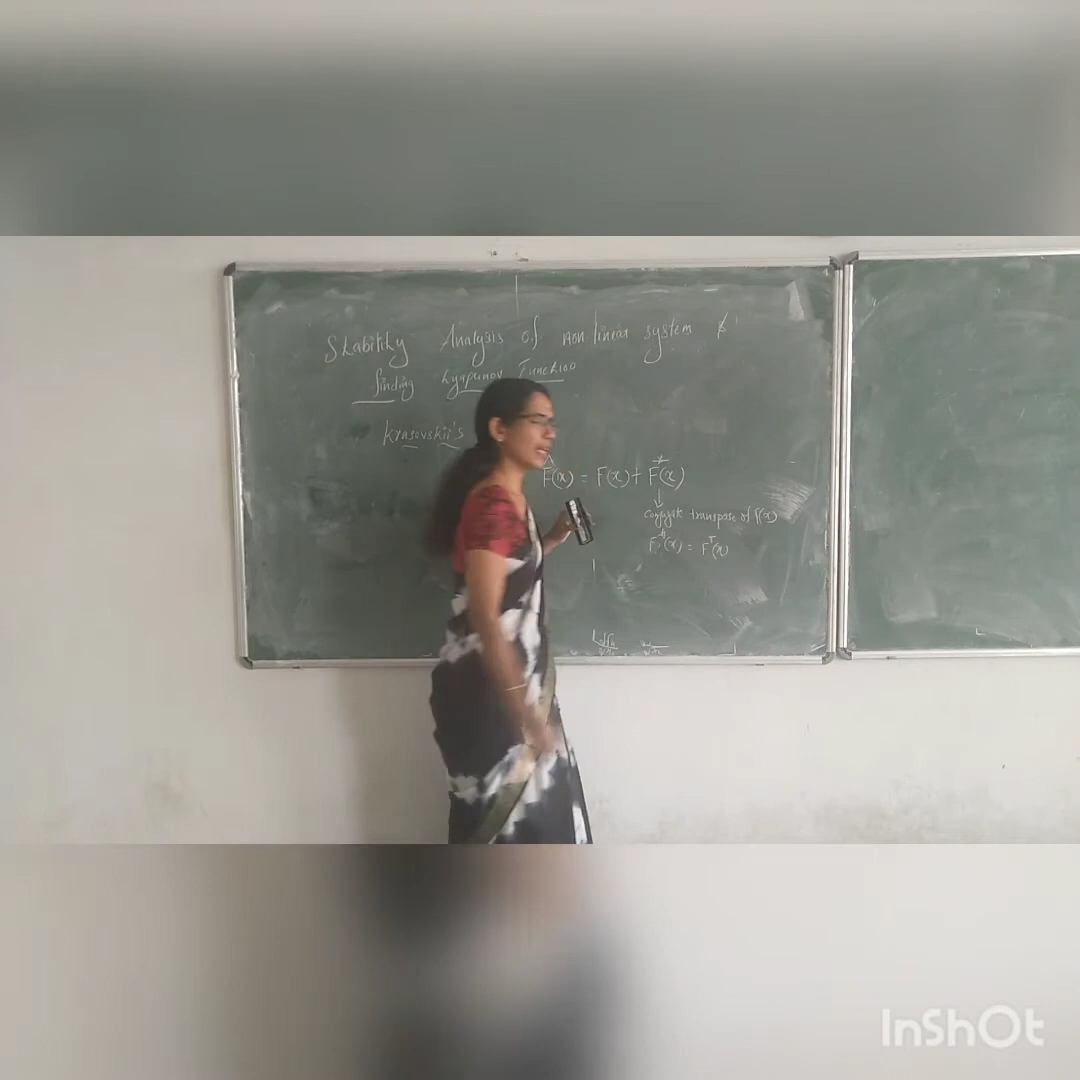 Stability Analysis of non linear system &
finding Lyapunov Function
Krasovskii's
F̂(x) = F(x) + F*(x)
↓
conjugate transpose of F(x)
F*(x) = Fᵀ(x)
InShOt